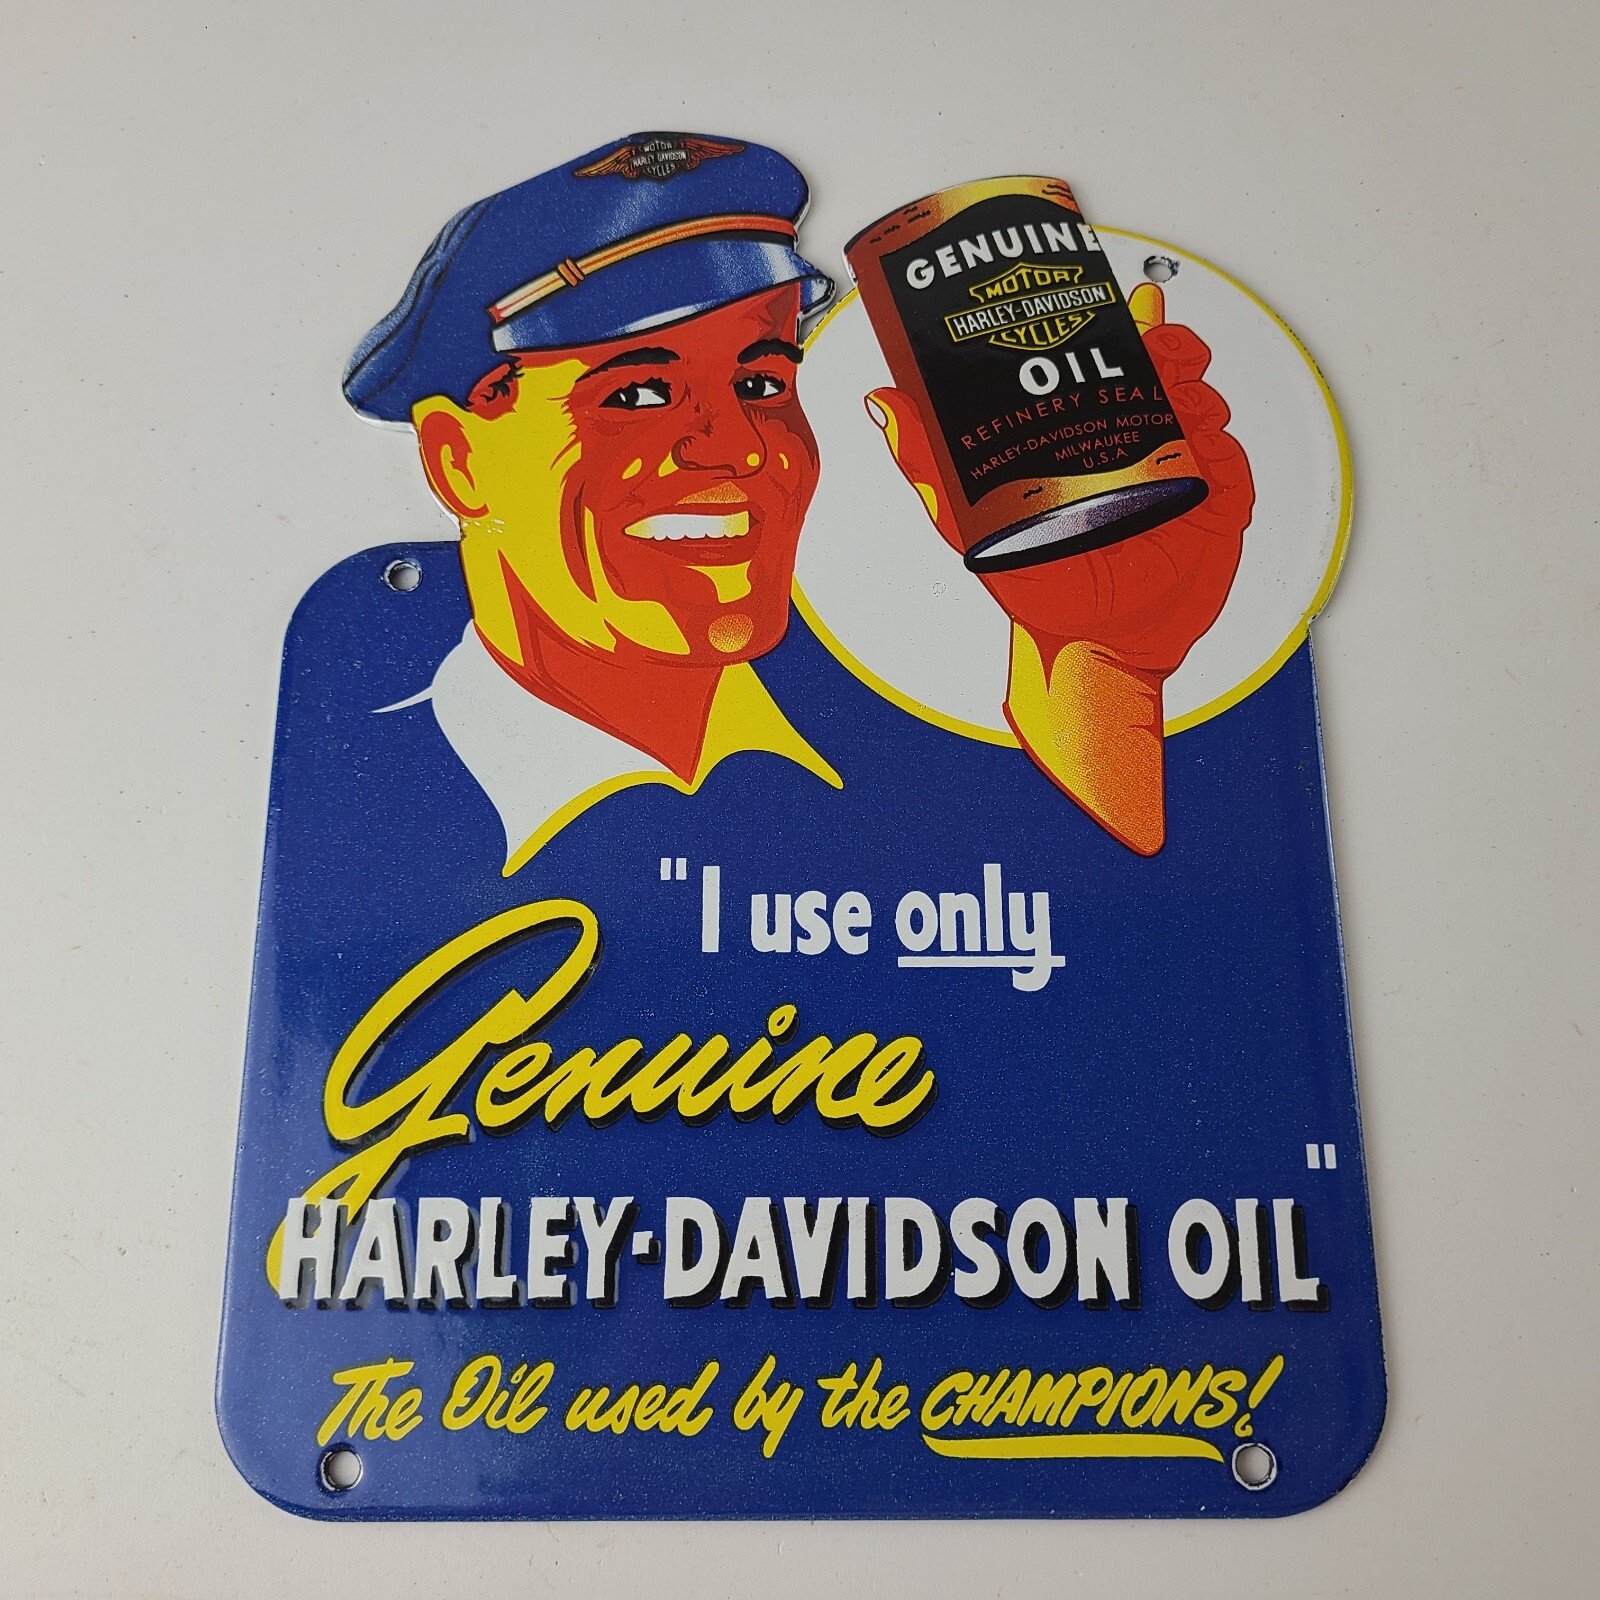 MOTOR
HARLEY-DAVIDSON
CYCLES
GENUINE
MOTOR
HARLEY-DAVIDSON
CYCLES
OIL
REFINERY SEAL
HARLEY-DAVIDSON MOTOR
MILWAUKEE
U.S.A
"I use only
Genuine
HARLEY-DAVIDSON OIL"
The Oil used by the CHAMPIONS!